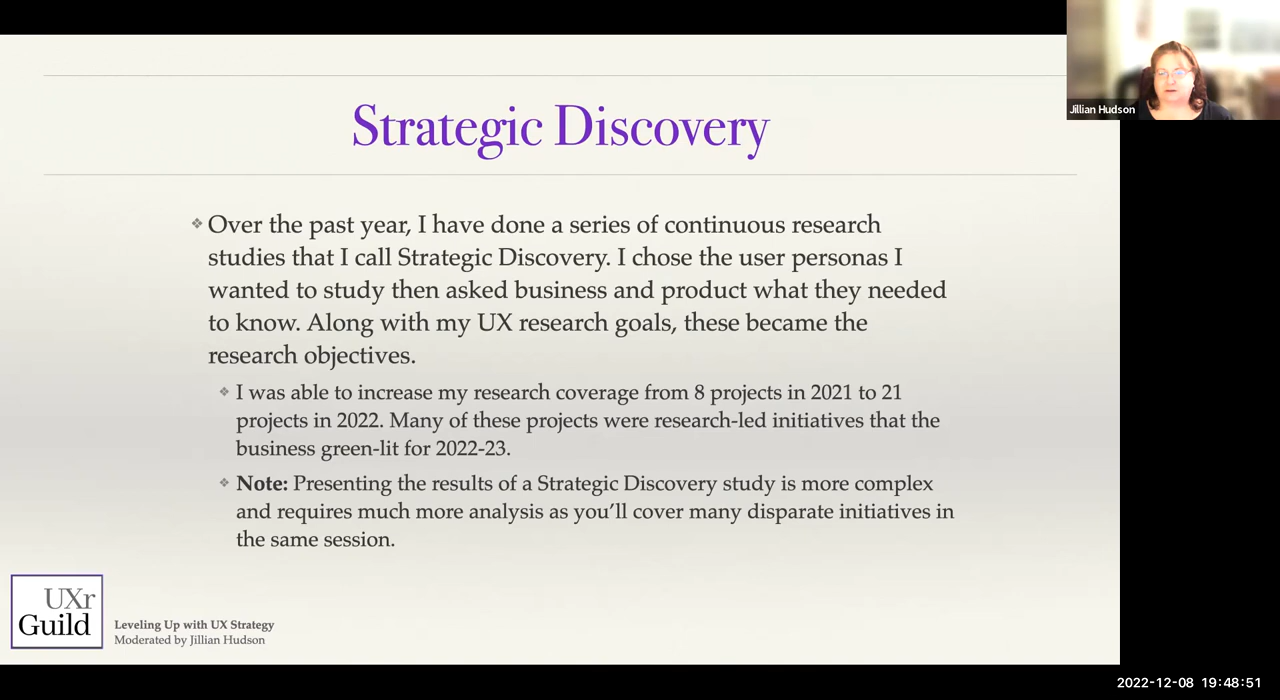 Jillian Hudson
Strategic Discovery
❖ Over the past year, I have done a series of continuous research
studies that I call Strategic Discovery. I chose the user personas I
wanted to study then asked business and product what they needed
to know. Along with my UX research goals, these became the
research objectives.
❖ I was able to increase my research coverage from 8 projects in 2021 to 21
projects in 2022. Many of these projects were research-led initiatives that the
business green-lit for 2022-23.
❖ Note: Presenting the results of a Strategic Discovery study is more complex
and requires much more analysis as you’ll cover many disparate initiatives in
the same session.
UXr
Guild
Leveling Up with UX Strategy
Moderated by Jillian Hudson
2022-12-08 19:48:51